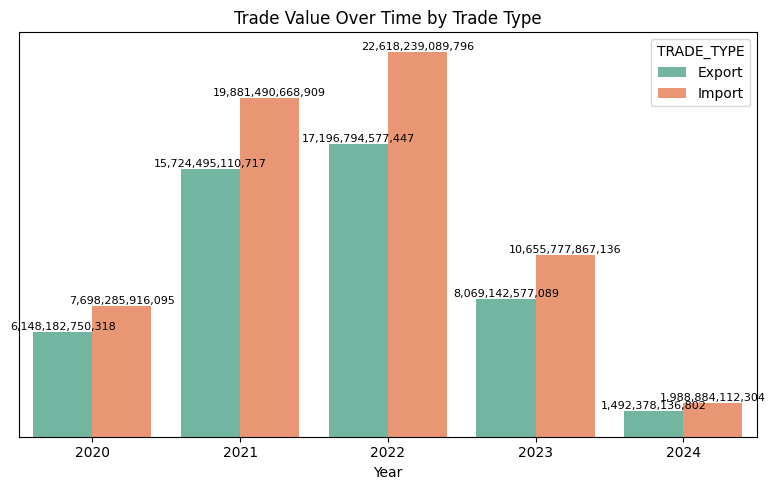 Trade Value Over Time by Trade Type
22,618,239,089,796
TRADE_TYPE
Export
Import
19,881,490,668,909
17,196,794,577,447
15,724,495,110,717
10,655,777,867,136
8,069,142,577,089
7,698,285,916,095
6,148,182,750,318
1,988,884,112,304
1,492,378,136,802
2020 2021 2022 2023 2024
Year